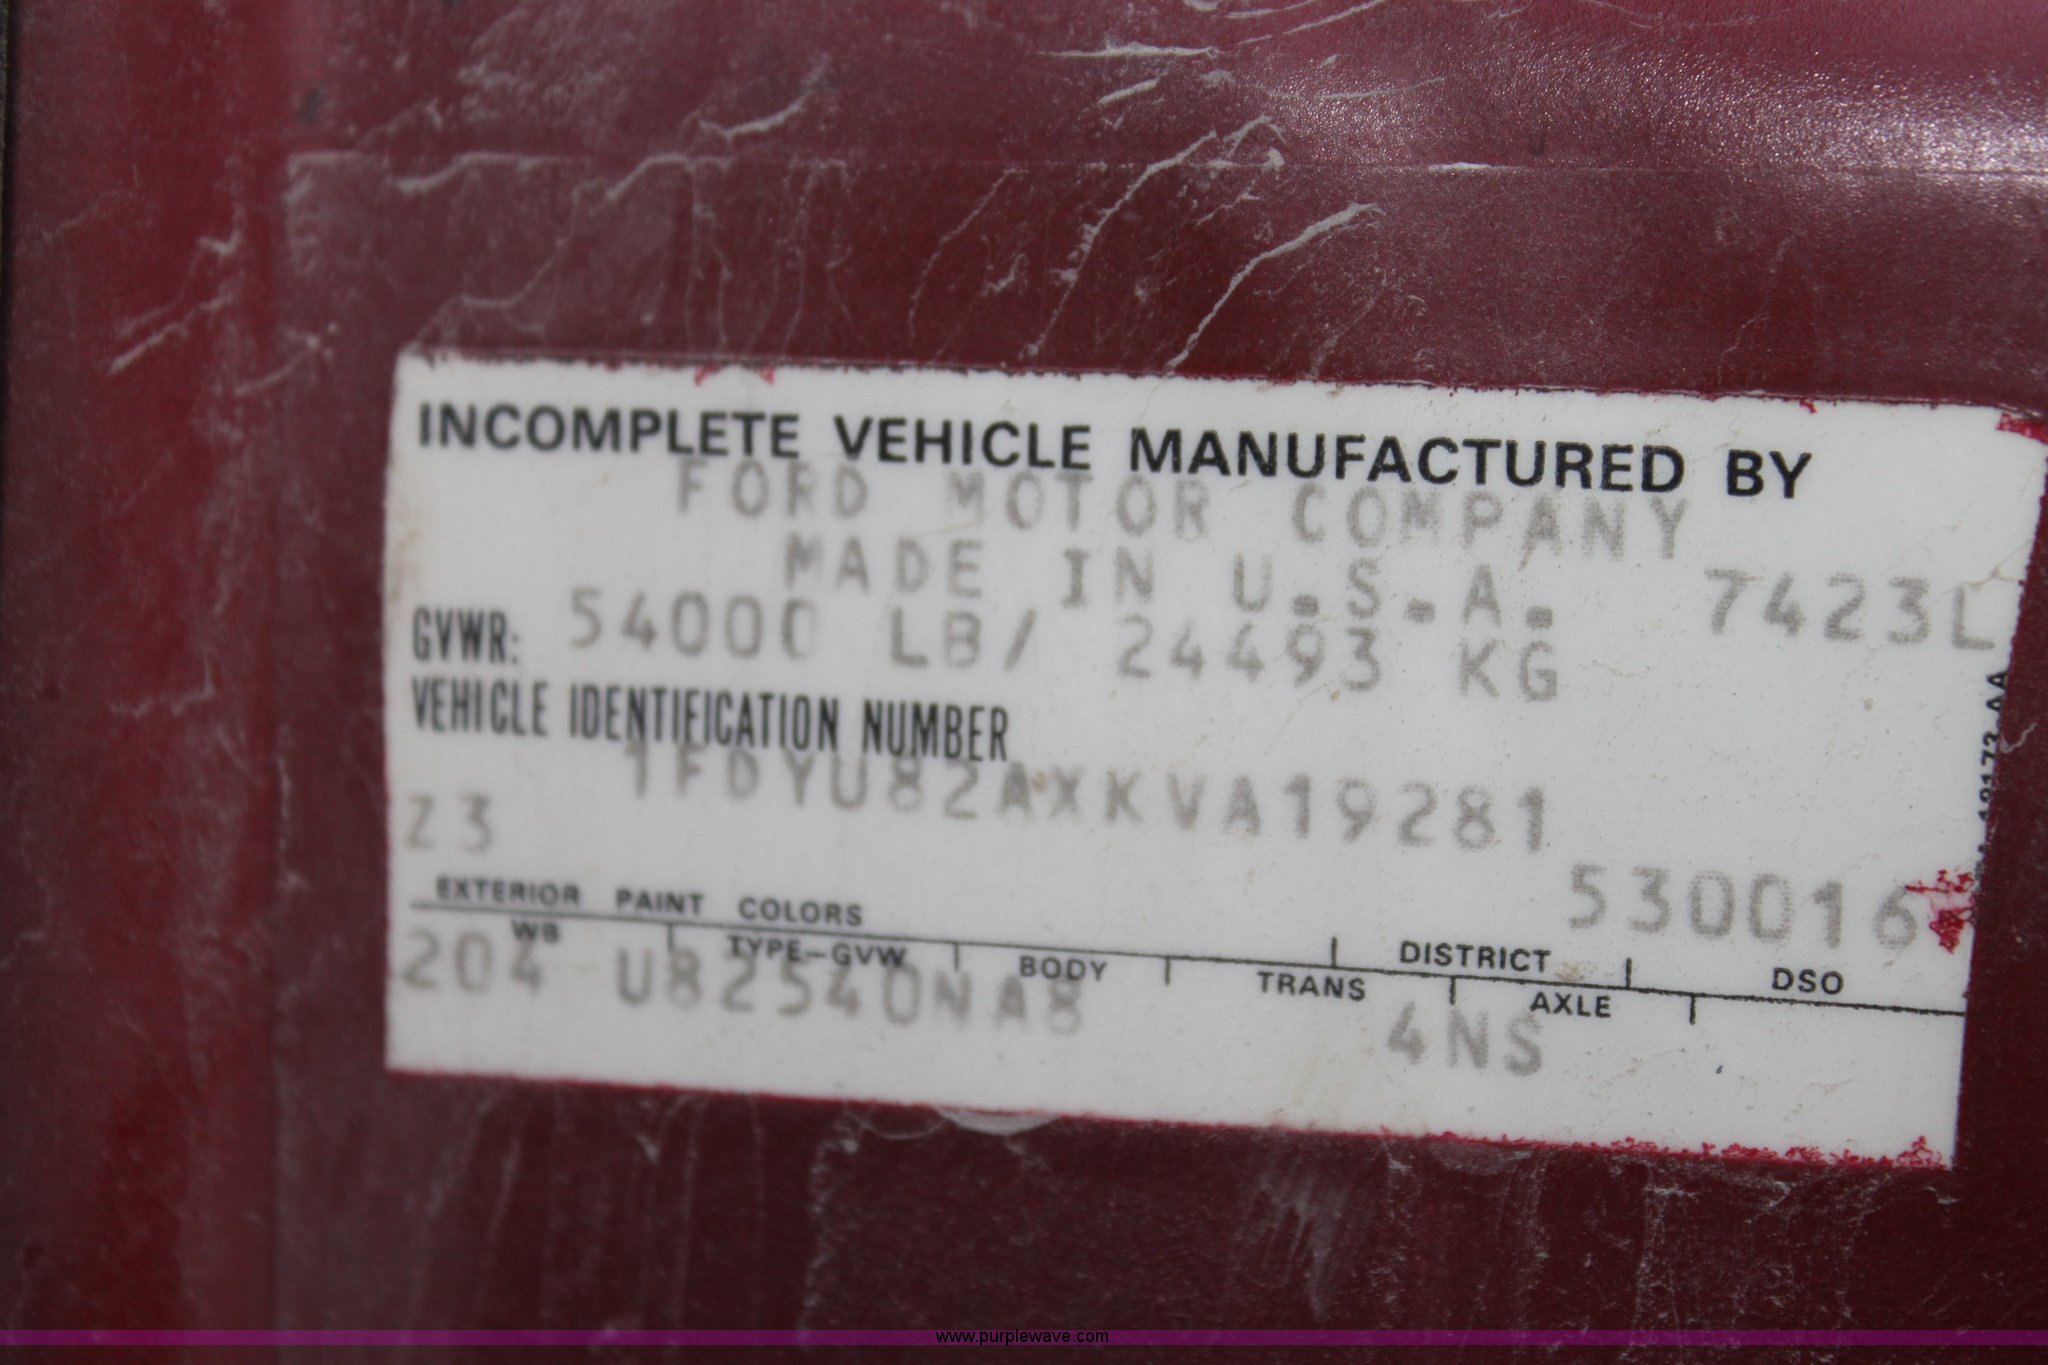 INCOMPLETE VEHICLE MANUFACTURED BY
FORD MOTOR COMPANY
MADE IN U.S.A. 7423L
GVWR: 54000 LB/ 24493 KG
VEHICLE IDENTIFICATION NUMBER
1FDYU82AXKVA19281
Z3
530016
EXTERIOR PAINT COLORS DISTRICT DSO
WB TYPE-GVW BODY TRANS AXLE
204 U82540NA8 4NS
www.purplewave.com